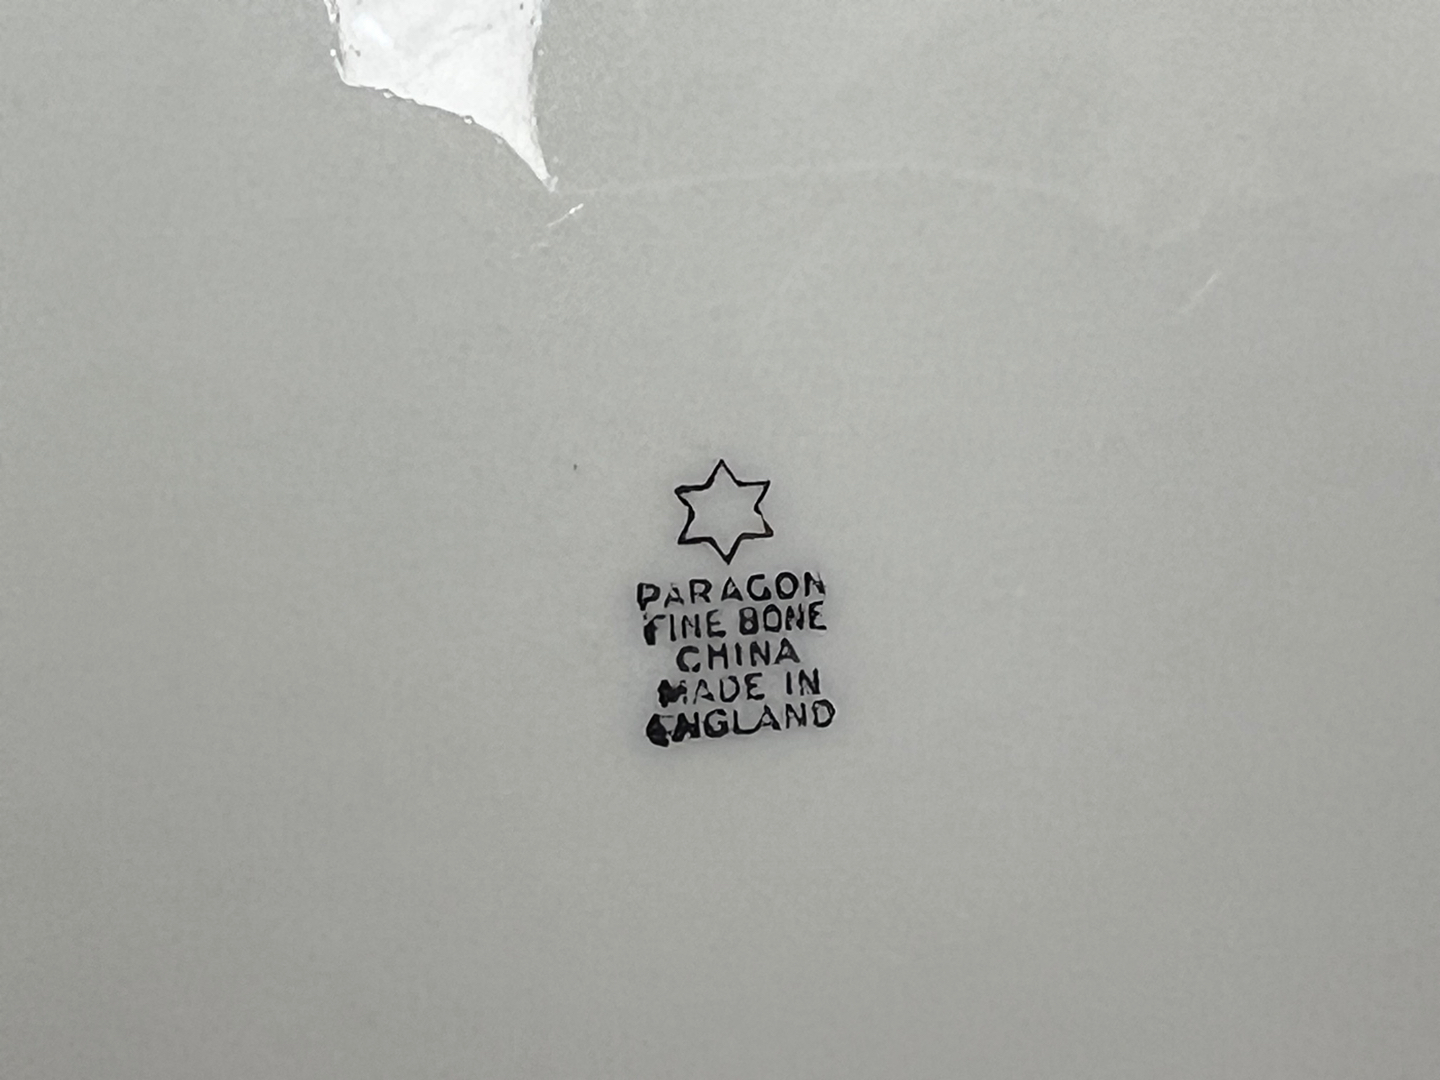 PARAGON
FINE BONE
CHINA
MADE IN
ENGLAND